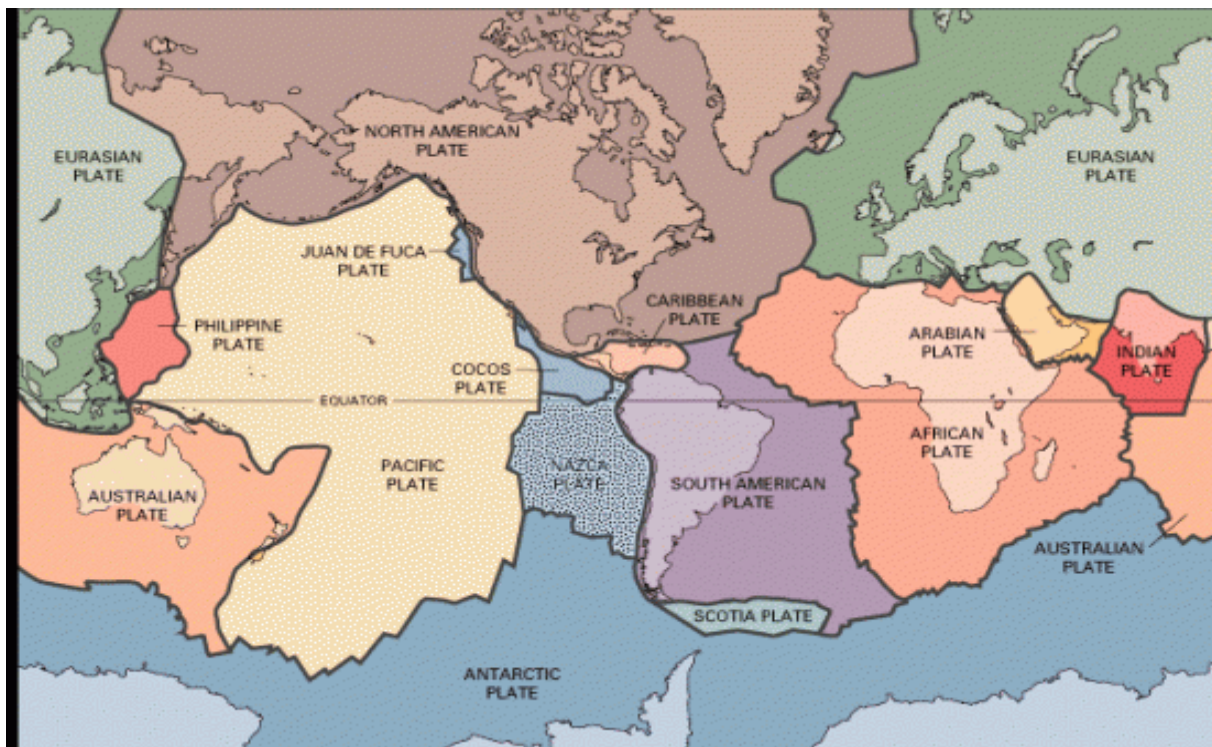 NORTH AMERICAN
PLATE
EURASIAN
PLATE
EURASIAN
PLATE
JUAN DE FUCA
PLATE
CARIBBEAN
PLATE
PHILIPPINE
PLATE
ARABIAN
PLATE
INDIAN
PLATE
COCOS
PLATE
EQUATOR
AFRICAN
PLATE
PACIFIC
PLATE
NAZCA
PLATE
SOUTH AMERICAN
PLATE
AUSTRALIAN
PLATE
AUSTRALIAN
PLATE
SCOTIA PLATE
ANTARCTIC
PLATE